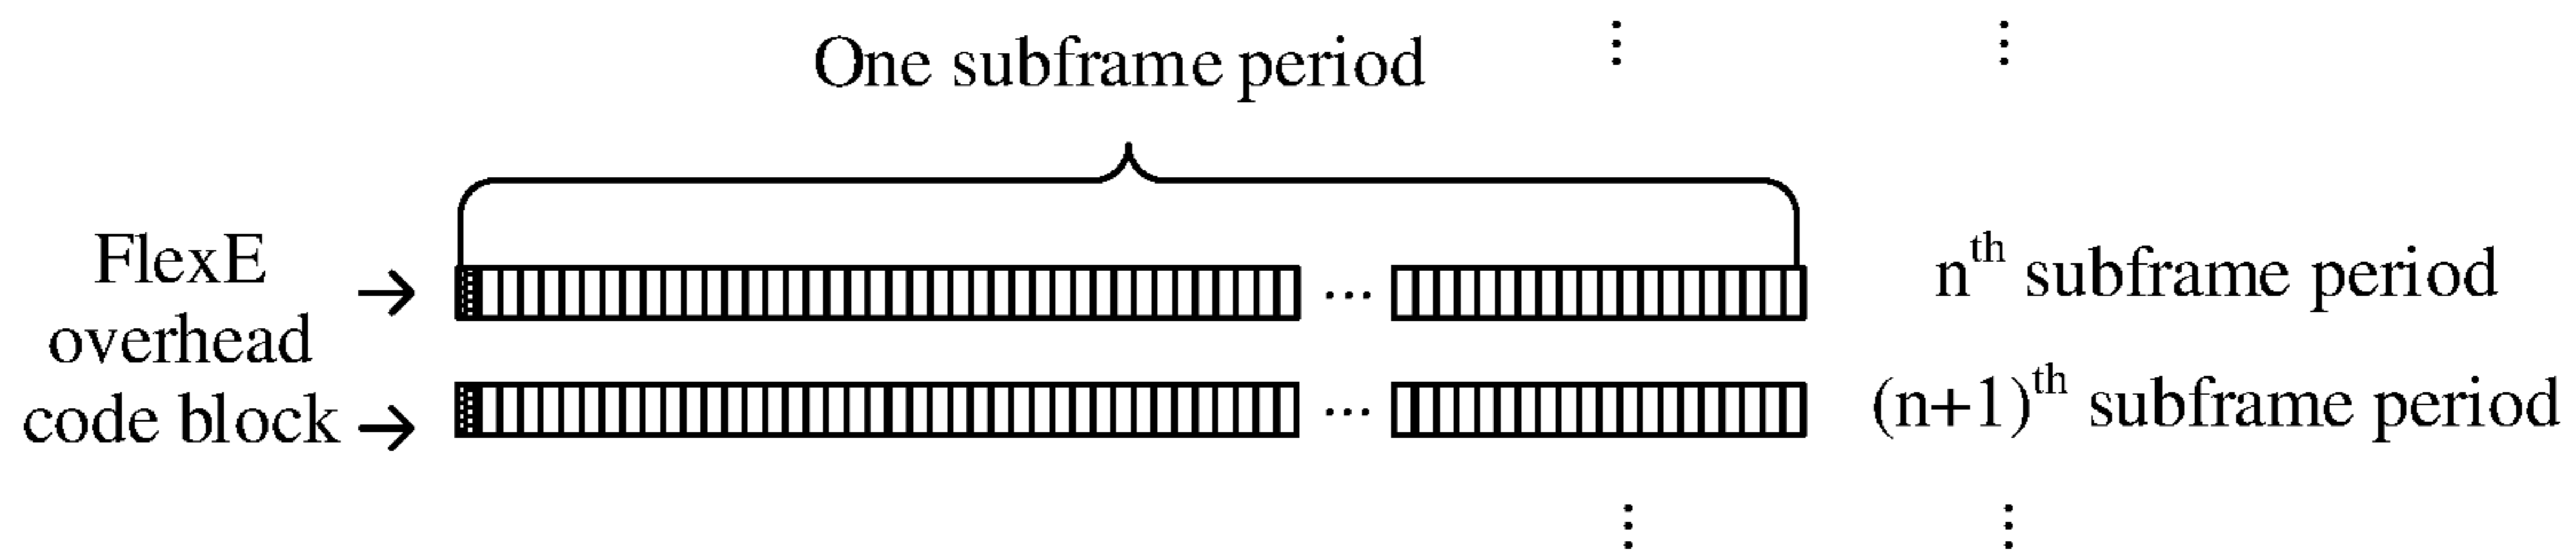 One subframe period
FlexE
overhead
code block
...
nth subframe period
...
(n+1)th subframe period